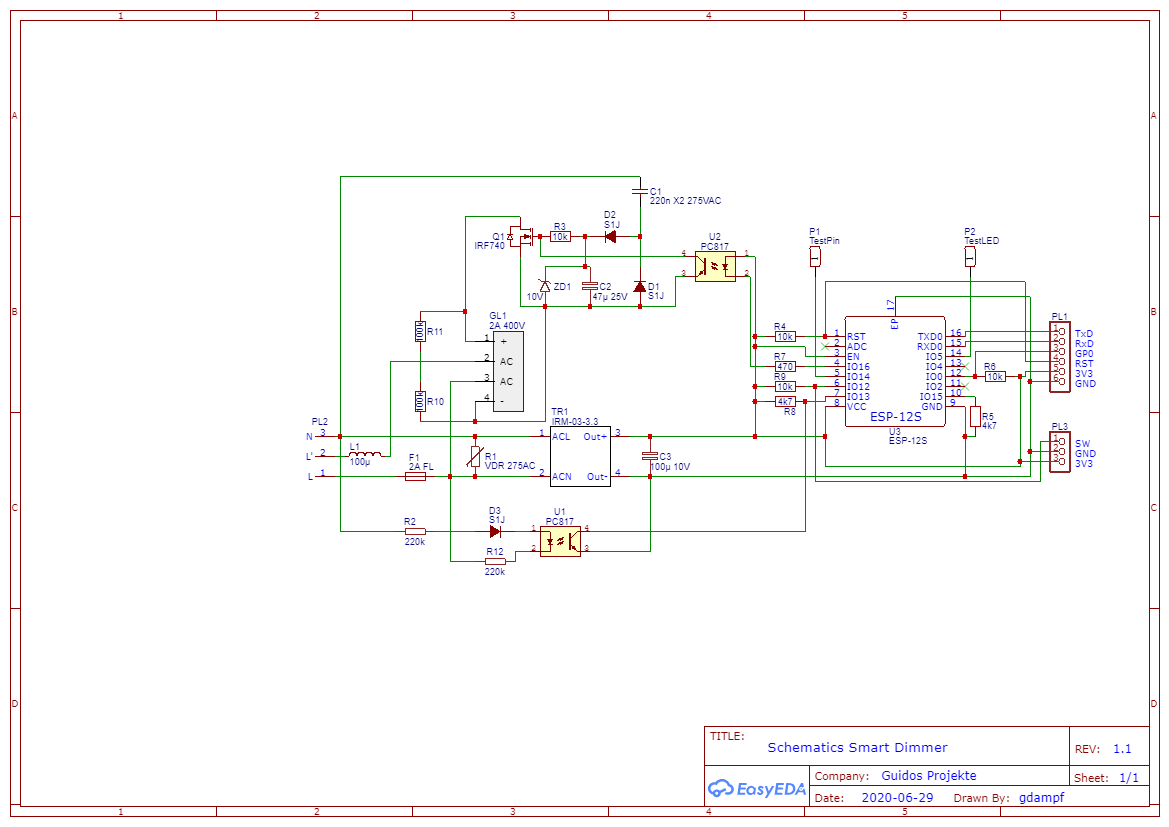 1 2 3 4 5
A A
B B
C C
D D
C1
220n X2 275VAC
D2
S1J
R3
10k
Q1
IRF740
U2
PC817
4 1
3 2
P1
TestPin
1
P2
TestLED
1
ZD1
10V
C2
47µ 25V
D1
S1J
GL1
2A 400V
1 +
2 AC
3 AC
4 -
R11
100k
R10
100k
EP 17
R4
10k
R7
470
R9
10k
4k7
R8
1 RST
2 ADC
3 EN
4 IO16
5 IO14
6 IO12
7 IO13
8 VCC
TXD0 16
RXD0 15
IO5 14
IO4 13
IO0 12
IO2 11
IO15 10
GND 9
ESP-12S
U3
ESP-12S
R6
10k
R5
4k7
PL1
1 TxD
2 RxD
3 GP0
4 RST
5 3V3
6 GND
PL3
1 SW
2 GND
3 3V3
PL2
N 3
L' 2
L 1
L1
100µ
F1
2A FL
R1
VDR 275AC
TR1
IRM-03-3.3
1 ACL Out+ 3
2 ACN Out- 4
C3
100µ 10V
R2
220k
D3
S1J
R12
220k
U1
PC817
1 4
2 3
TITLE:
Schematics Smart Dimmer
REV: 1.1
EasyEDA
Company: Guidos Projekte
Sheet: 1/1
Date: 2020-06-29 Drawn By: gdampf
1 2 3 4 5